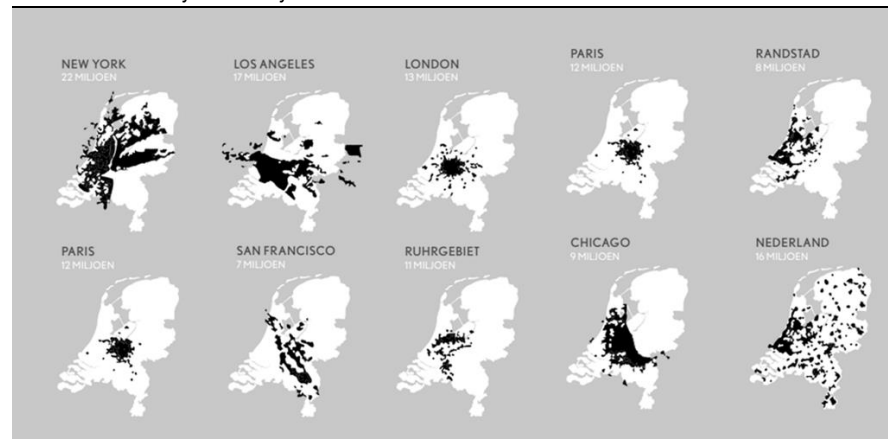 NEW YORK
22 MILJOEN
LOS ANGELES
17 MILJOEN
LONDON
13 MILJOEN
PARIS
12 MILJOEN
RANDSTAD
8 MILJOEN
PARIS
12 MILJOEN
SAN FRANCISCO
7 MILJOEN
RUHRGEBIET
11 MILJOEN
CHICAGO
9 MILJOEN
NEDERLAND
16 MILJOEN